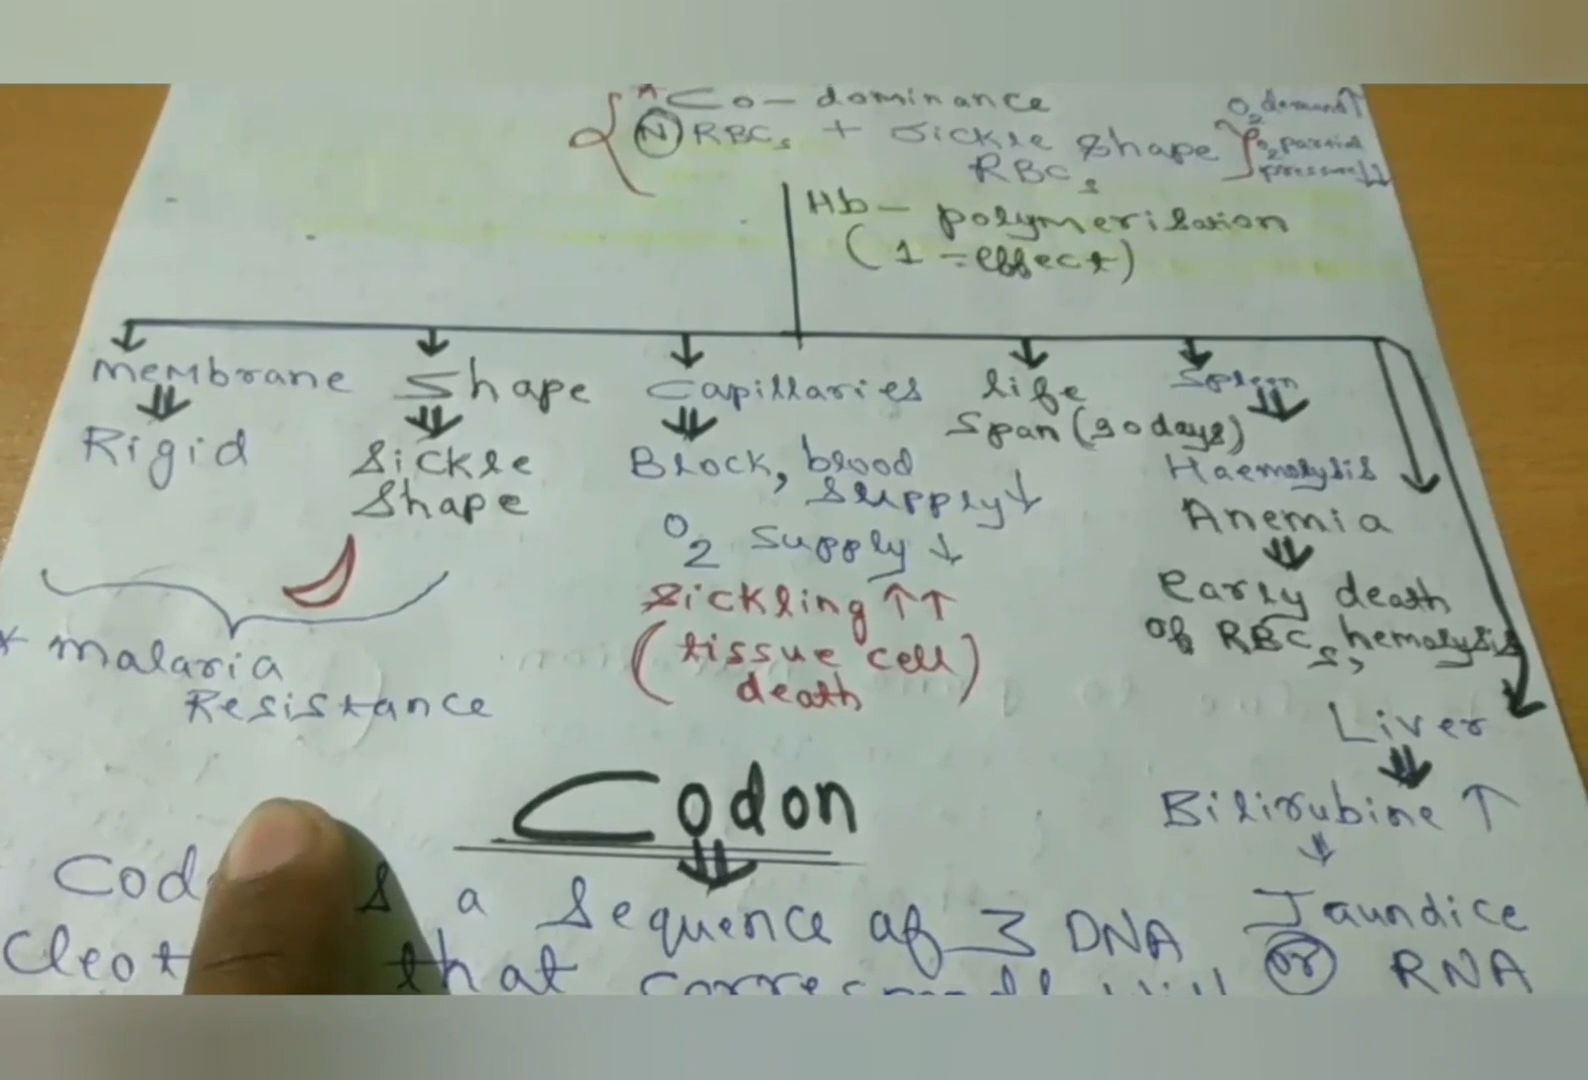 Co-dominance
O2 demand↑
(N) RBCs + Sickle shape
RBCs
O2 partial
pressure↓↓
Hb- polymerisation
(1 = effect)
Membrane
Shape
Capillaries
life
span (30 days)
Spleen
Rigid
Sickle
shape
Block, blood
supply↓
O2 supply ↓
Sickling ↑↑
(tissue cell
death)
Haemolysis
Anemia
early death
of RBCs, hemolysis
* Malaria
Resistance
Liver
Bilirubine ↑
Jaundice
Codon
Cod s a sequence of 3 DNA
(or) RNA
cleot that